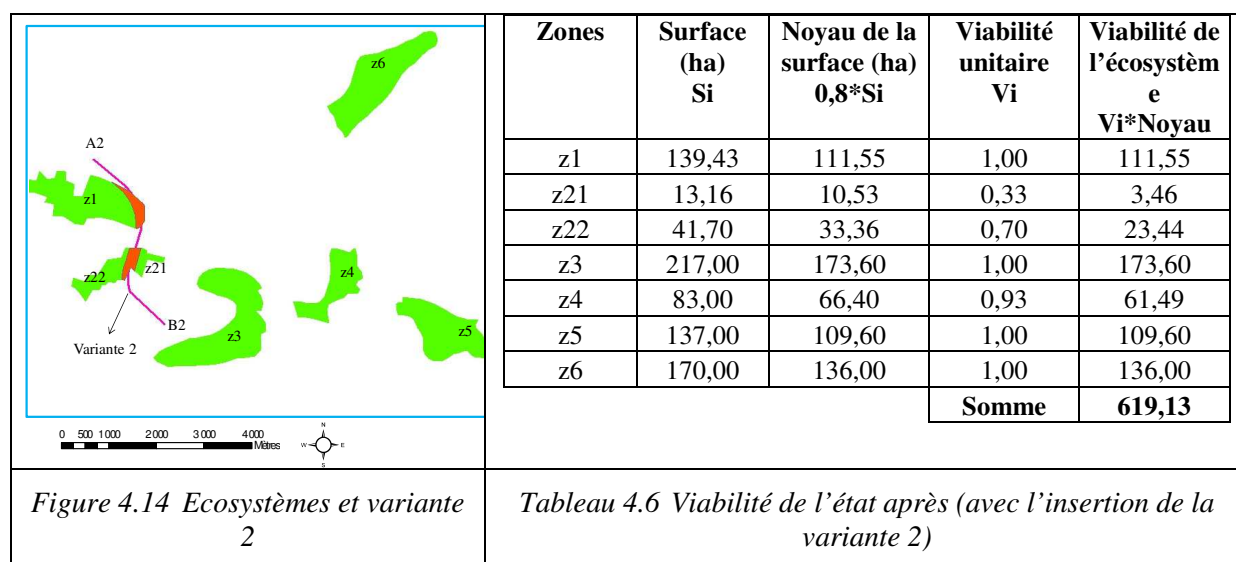 z6
A2
z1
z21
z22
z4
z3
z5
B2
Variante 2
0 500 1000 2000 3000 4000
Mètres
N
W E
S
Zones Surface (ha) Si Noyau de la surface (ha) 0,8*Si Viabilité unitaire Vi Viabilité de l'écosystèm e Vi*Noyau
z1 139,43 111,55 1,00 111,55
z21 13,16 10,53 0,33 3,46
z22 41,70 33,36 0,70 23,44
z3 217,00 173,60 1,00 173,60
z4 83,00 66,40 0,93 61,49
z5 137,00 109,60 1,00 109,60
z6 170,00 136,00 1,00 136,00
Somme 619,13
Figure 4.14 Ecosystèmes et variante
2
Tableau 4.6 Viabilité de l'état après (avec l'insertion de la
variante 2)